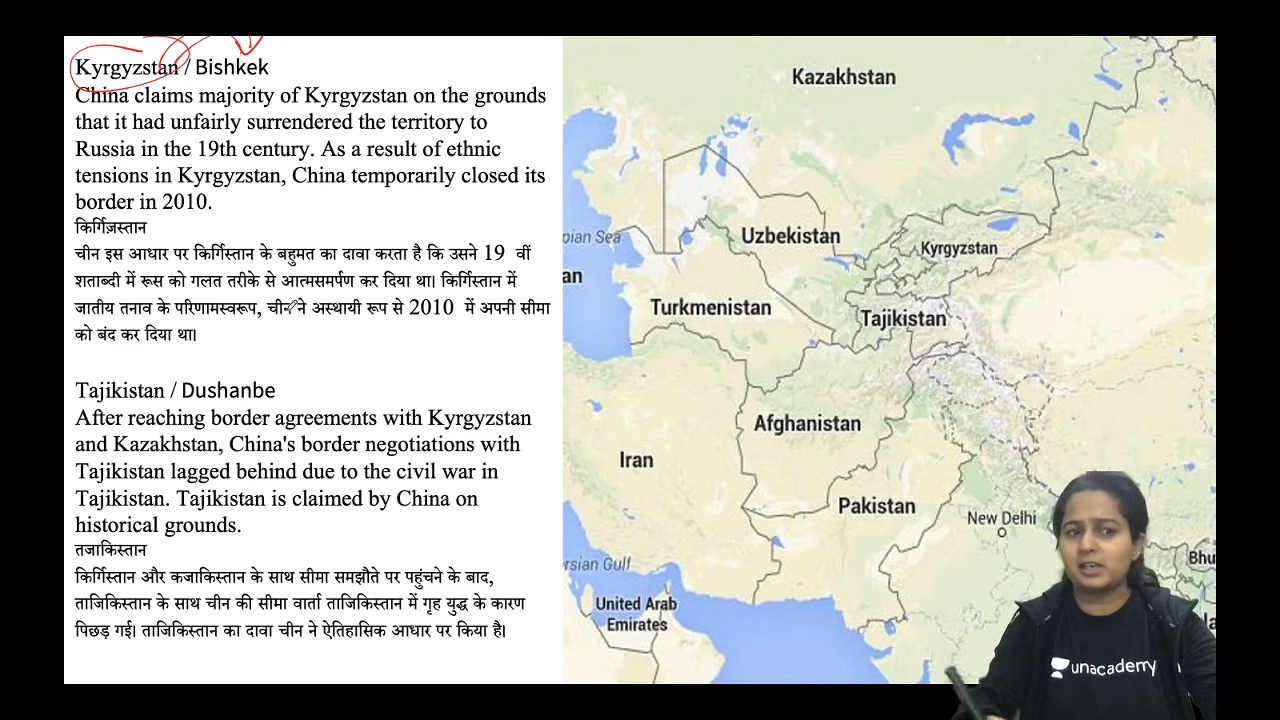 Kyrgyzstan / Bishkek
China claims majority of Kyrgyzstan on the grounds
that it had unfairly surrendered the territory to
Russia in the 19th century. As a result of ethnic
tensions in Kyrgyzstan, China temporarily closed its
border in 2010.
किर्गिज़स्तान
चीन इस आधार पर किर्गिस्तान के बहुमत का दावा करता है कि उसने 19 वीं
शताब्दी में रूस को गलत तरीके से आत्मसमर्पण कर दिया था। किर्गिस्तान में
जातीय तनाव के परिणामस्वरूप, चीन ने अस्थायी रूप से 2010 में अपनी सीमा
को बंद कर दिया था।
Tajikistan / Dushanbe
After reaching border agreements with Kyrgyzstan
and Kazakhstan, China's border negotiations with
Tajikistan lagged behind due to the civil war in
Tajikistan. Tajikistan is claimed by China on
historical grounds.
तजाकिस्तान
किर्गिस्तान और कजाकिस्तान के साथ सीमा समझौते पर पहुंचने के बाद,
ताजिकिस्तान के साथ चीन की सीमा वार्ता ताजिकिस्तान में गृह युद्ध के कारण
पिछड़ गई। ताजिकिस्तान का दावा चीन ने ऐतिहासिक आधार पर किया है।
Kazakhstan
pian Sea
Uzbekistan
Kyrgyzstan
an
Turkmenistan
Tajikistan
Afghanistan
Iran
Pakistan
New Delhi
rsian Gulf
Bhu
United Arab
Emirates
unacademy